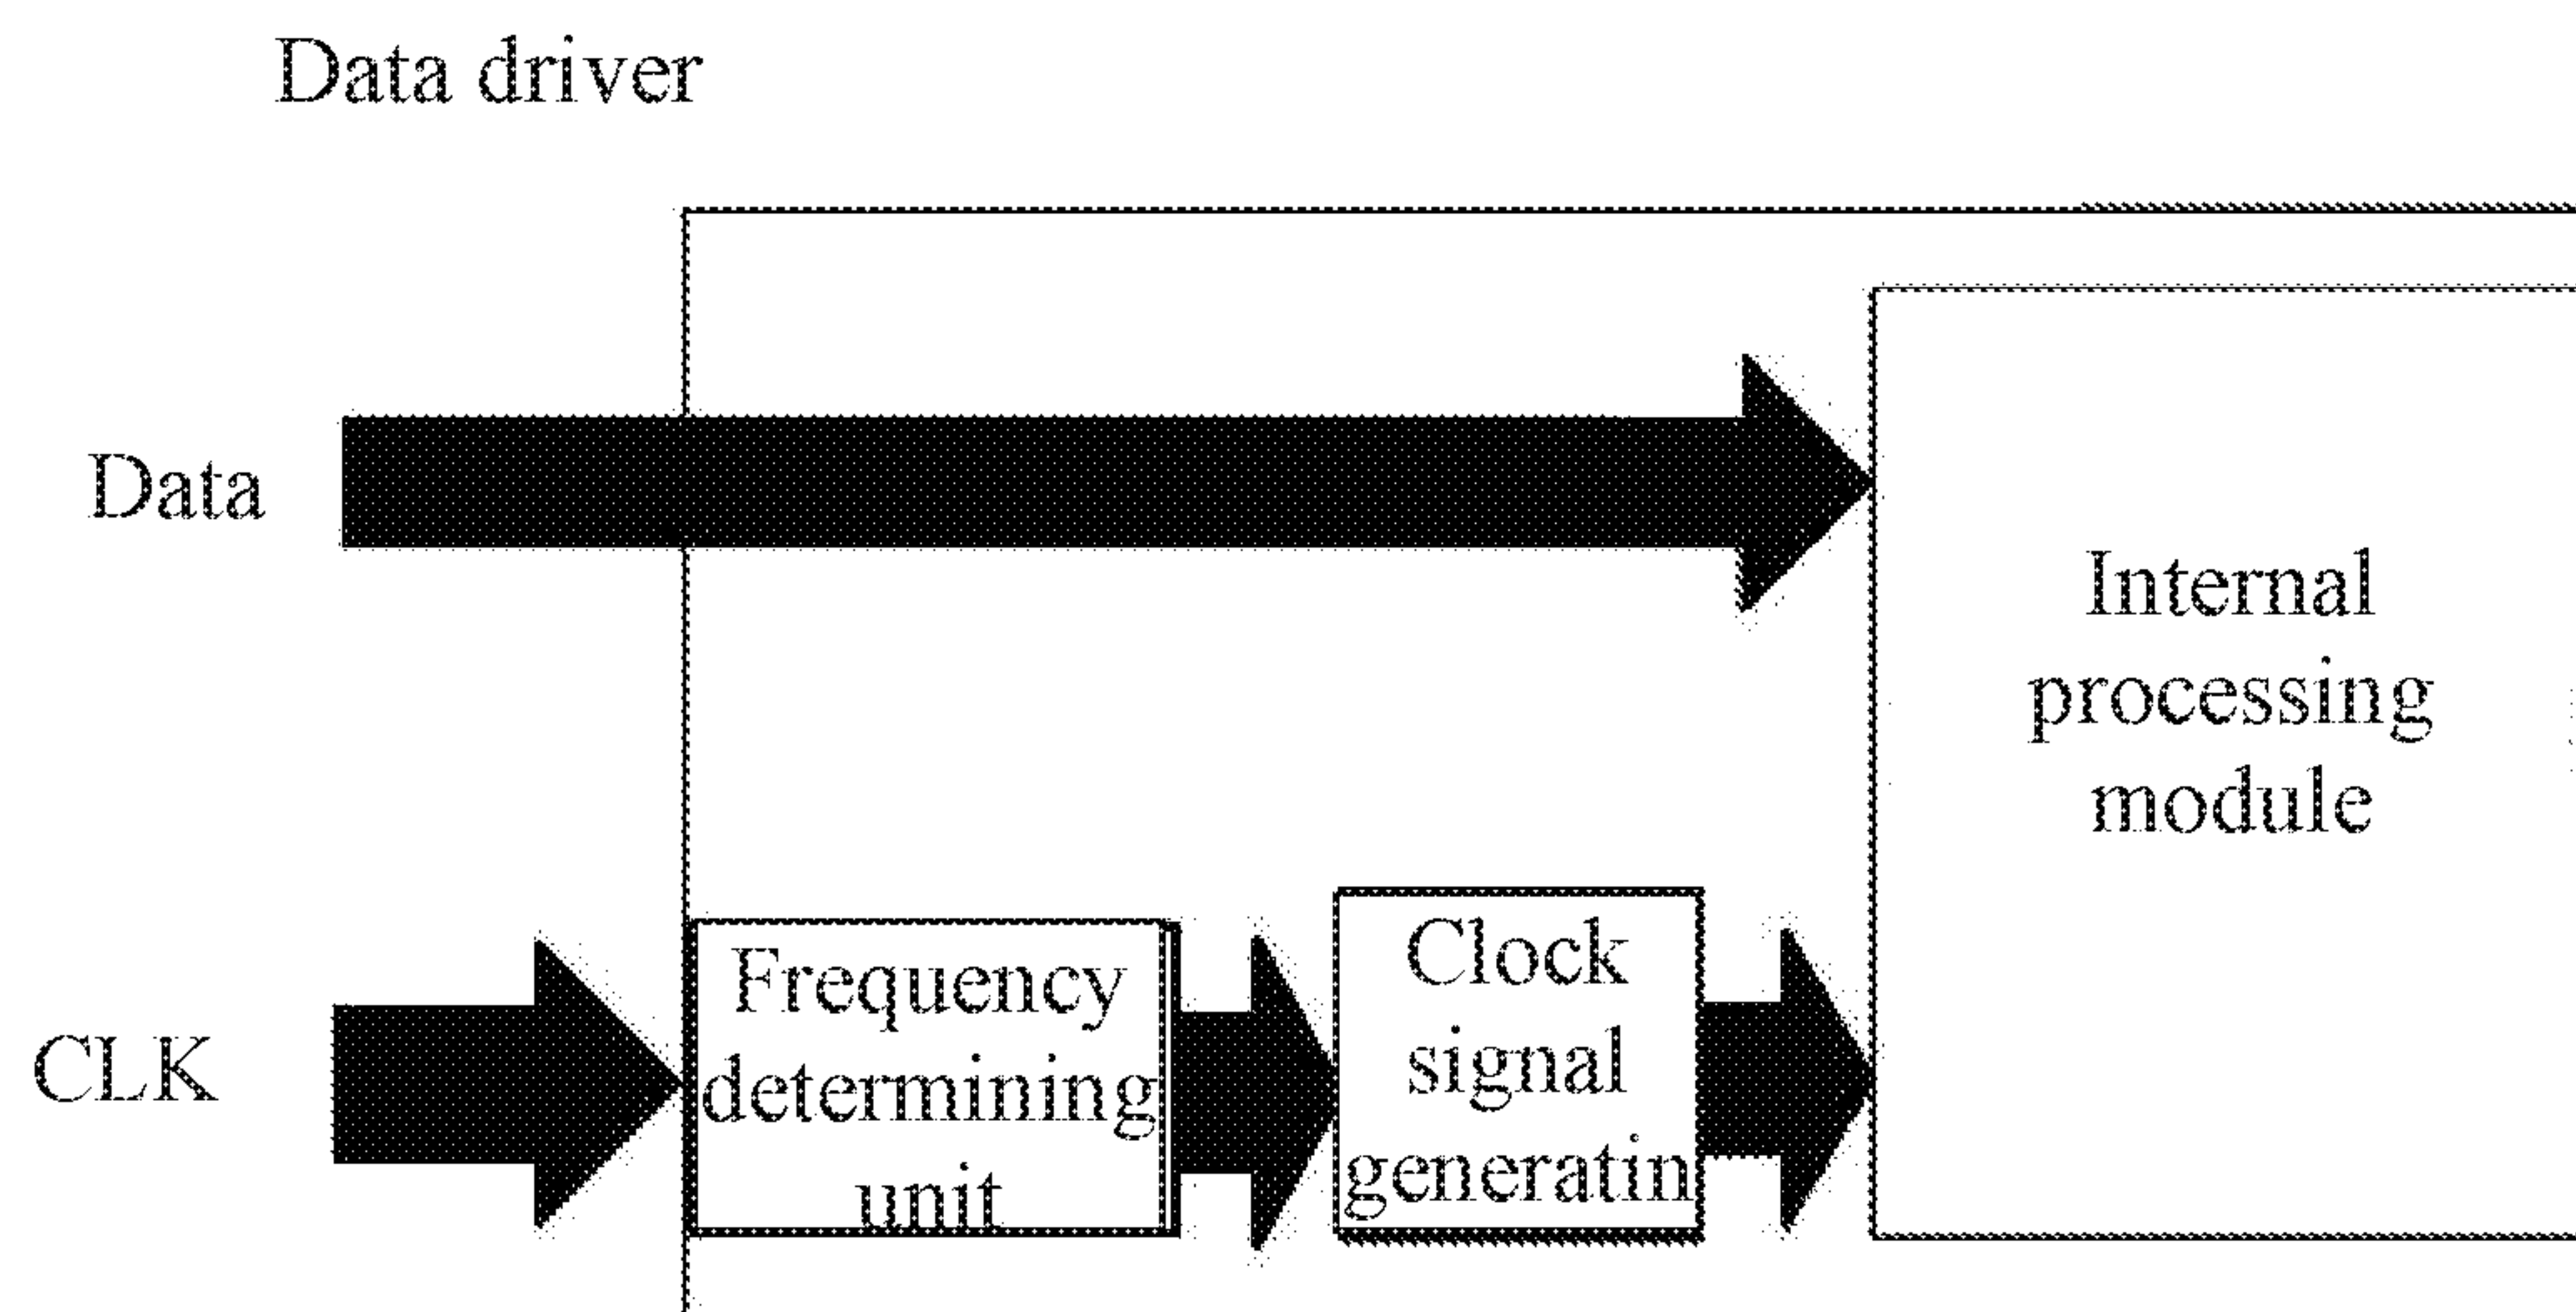 Data driver
Data
Internal
processing
module
CLK
Frequency
determining
unit
Clock
signal
generatin